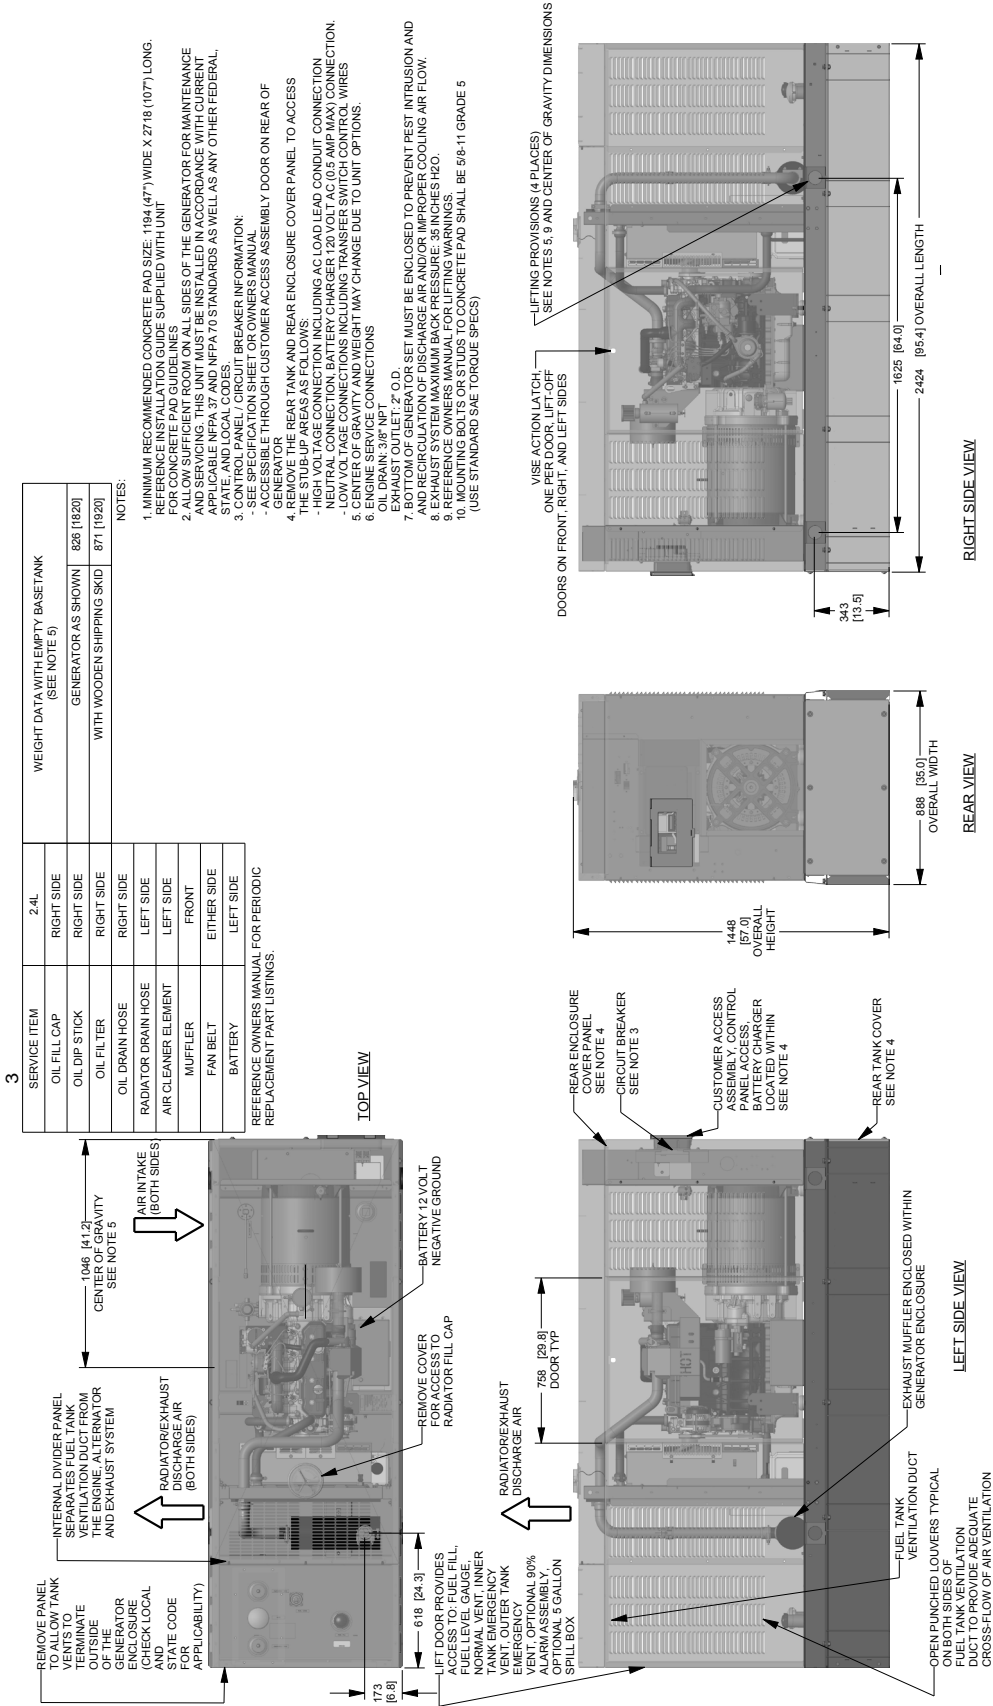 3
SERVICE ITEM 2.4L
OIL FILL CAP RIGHT SIDE
OIL DIP STICK RIGHT SIDE
OIL FILTER RIGHT SIDE
OIL DRAIN HOSE RIGHT SIDE
RADIATOR DRAIN HOSE LEFT SIDE
AIR CLEANER ELEMENT LEFT SIDE
MUFFLER FRONT
FAN BELT EITHER SIDE
BATTERY LEFT SIDE
REFERENCE OWNERS MANUAL FOR PERIODIC
REPLACEMENT PART LISTINGS.
WEIGHT DATA WITH EMPTY BASETANK
(SEE NOTE 5)
GENERATOR AS SHOWN 826 [1820]
WITH WOODEN SHIPPING SKID 871 [1920]
NOTES:
1. MINIMUM RECOMMENDED CONCRETE PAD SIZE: 1194 (47") WIDE X 2718 (107") LONG.
REFERENCE INSTALLATION GUIDE SUPPLIED WITH UNIT
FOR CONCRETE PAD GUIDELINES
2. ALLOW SUFFICIENT ROOM ON ALL SIDES OF THE GENERATOR FOR MAINTENANCE
AND SERVICING. THIS UNIT MUST BE INSTALLED IN ACCORDANCE WITH CURRENT
APPLICABLE NFPA 37 AND NFPA 70 STANDARDS AS WELL AS ANY OTHER FEDERAL,
STATE, AND LOCAL CODES.
3. CONTROL PANEL / CIRCUIT BREAKER INFORMATION:
- SEE SPECIFICATION SHEET OR OWNERS MANUAL
- ACCESSIBLE THROUGH CUSTOMER ACCESS ASSEMBLY DOOR ON REAR OF
GENERATOR
4. REMOVE THE REAR TANK AND REAR ENCLOSURE COVER PANEL TO ACCESS
THE STUB-UP AREAS AS FOLLOWS:
- HIGH VOLTAGE CONNECTION INCLUDING AC LOAD LEAD CONDUIT CONNECTION
NEUTRAL CONNECTION, BATTERY CHARGER 120 VOLT AC (0.5 AMP MAX) CONNECTION.
- LOW VOLTAGE CONNECTIONS INCLUDING TRANSFER SWITCH CONTROL WIRES
5. CENTER OF GRAVITY AND WEIGHT MAY CHANGE DUE TO UNIT OPTIONS.
6. ENGINE SERVICE CONNECTIONS
OIL DRAIN: 3/8" NPT
EXHAUST OUTLET: 2" O.D.
7. BOTTOM OF GENERATOR SET MUST BE ENCLOSED TO PREVENT PEST INTRUSION AND
AND RECIRCULATION OF DISCHARGE AIR AND/OR IMPROPER COOLING AIR FLOW.
8. EXHAUST SYSTEM MAXIMUM BACK PRESSURE: 35 INCHES H2O.
9. REFERENCE OWNERS MANUAL FOR LIFTING WARNINGS.
10. MOUNTING BOLTS OR STUDS TO CONCRETE PAD SHALL BE 5/8-11 GRADE 5
(USE STANDARD SAE TORQUE SPECS)
REMOVE PANEL
TO ALLOW TANK
VENTS TO
TERMINATE
OUTSIDE
OF THE
GENERATOR
ENCLOSURE
(CHECK LOCAL
AND
STATE CODE
FOR
APPLICABILITY)
INTERNAL DIVIDER PANEL
SEPARATES FUEL TANK
VENTILATION DUCT FROM
THE ENGINE, ALTERNATOR
AND EXHAUST SYSTEM
RADIATOR/EXHAUST
DISCHARGE AIR
(BOTH SIDES)
1046 [41.2]
CENTER OF GRAVITY
SEE NOTE 5
AIR INTAKE
(BOTH SIDES)
TOP VIEW
173
[6.8]
618 [24.3]
REMOVE COVER
FOR ACCESS TO
RADIATOR FILL CAP
BATTERY 12 VOLT
NEGATIVE GROUND
LIFT DOOR PROVIDES
ACCESS TO: FUEL FILL,
FUEL LEVEL GAUGE,
NORMAL VENT, INNER
TANK EMERGENCY
VENT, OUTER TANK
EMERGENCY
VENT, OPTIONAL 90%
ALARM ASSEMBLY,
OPTIONAL 5 GALLON
SPILL BOX
RADIATOR/EXHAUST
DISCHARGE AIR
758 [29.8]
DOOR TYP
HOT
REAR ENCLOSURE
COVER PANEL
SEE NOTE 4
CIRCUIT BREAKER
SEE NOTE 3
CUSTOMER ACCESS
ASSEMBLY, CONTROL
PANEL ACCESS,
BATTERY CHARGER
LOCATED WITHIN
SEE NOTE 4
REAR TANK COVER
SEE NOTE 4
OPEN PUNCHED LOUVERS TYPICAL
ON BOTH SIDES OF
FUEL TANK VENTILATION
DUCT TO PROVIDE ADEQUATE
CROSS-FLOW OF AIR VENTILATION
FUEL TANK
VENTILATION DUCT
EXHAUST MUFFLER ENCLOSED WITHIN
GENERATOR ENCLOSURE
LEFT SIDE VIEW
1448
[57.0]
OVERALL
HEIGHT
888 [35.0]
OVERALL WIDTH
REAR VIEW
VISE ACTION LATCH,
ONE PER DOOR, LIFT-OFF
DOORS ON FRONT, RIGHT, AND LEFT SIDES
LIFTING PROVISIONS (4 PLACES)
SEE NOTES 5, 9 AND CENTER OF GRAVITY DIMENSIONS
343
[13.5]
1625 [64.0]
2424 [95.4] OVERALL LENGTH
RIGHT SIDE VIEW